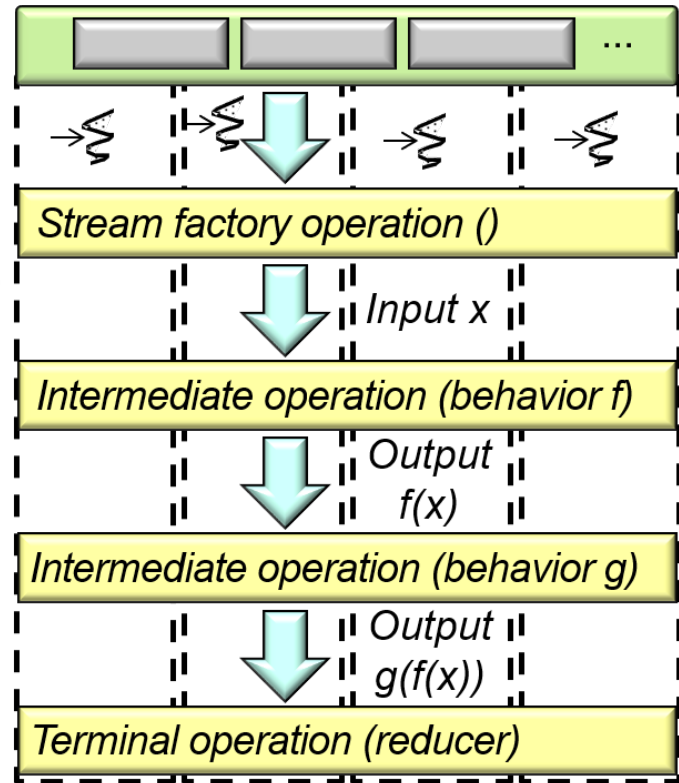 ...
Stream factory operation ()
Input x
Intermediate operation (behavior f)
Output
f(x)
Intermediate operation (behavior g)
Output
g(f(x))
Terminal operation (reducer)